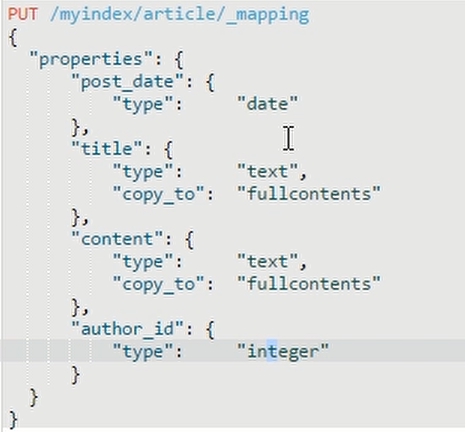 PUT /myindex/article/_mapping
{
  "properties": {
      "post_date": {
          "type":     "date"
      },
      "title": {
          "type":     "text",
          "copy_to":  "fullcontents"
      },
      "content": {
          "type":     "text",
          "copy_to":  "fullcontents"
      },
      "author_id": {
          "type":     "integer"
      }
  }
}